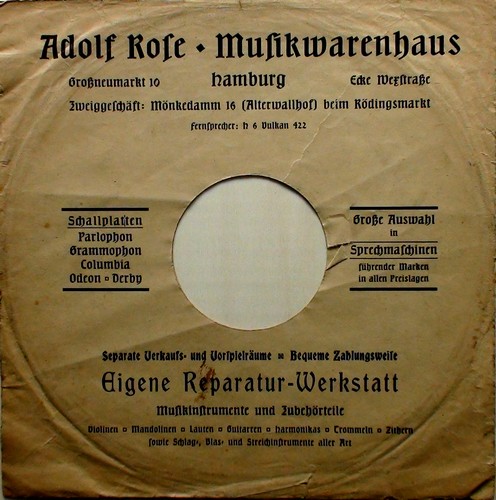 Adolf Rose • Musikwarenhaus
Großneumarkt 10 Hamburg Ecke Wexstraße
Zweiggeschäft: Mönkedamm 16 (Alterwallhof) beim Rödingsmarkt
Fernsprecher: H 6 Vulkan 422
Schallplatten
Parlophon
Grammophon
Columbia
Odeon ▫ Derby
Große Auswahl
in
Sprechmaschinen
führender Marken
in allen Preislagen
Separate Verkaufs- und Vorspielräume = Bequeme Zahlungsweise
Eigene Reparatur-Werkstatt
Musikinstrumente und Zubehörteile
Violinen ▫ Mandolinen ▫ Lauten ▫ Guitarren ▫ Harmonikas ▫ Trommeln ▫ Zithern
sowie Schlag-, Blas- und Streichinstrumente aller Art